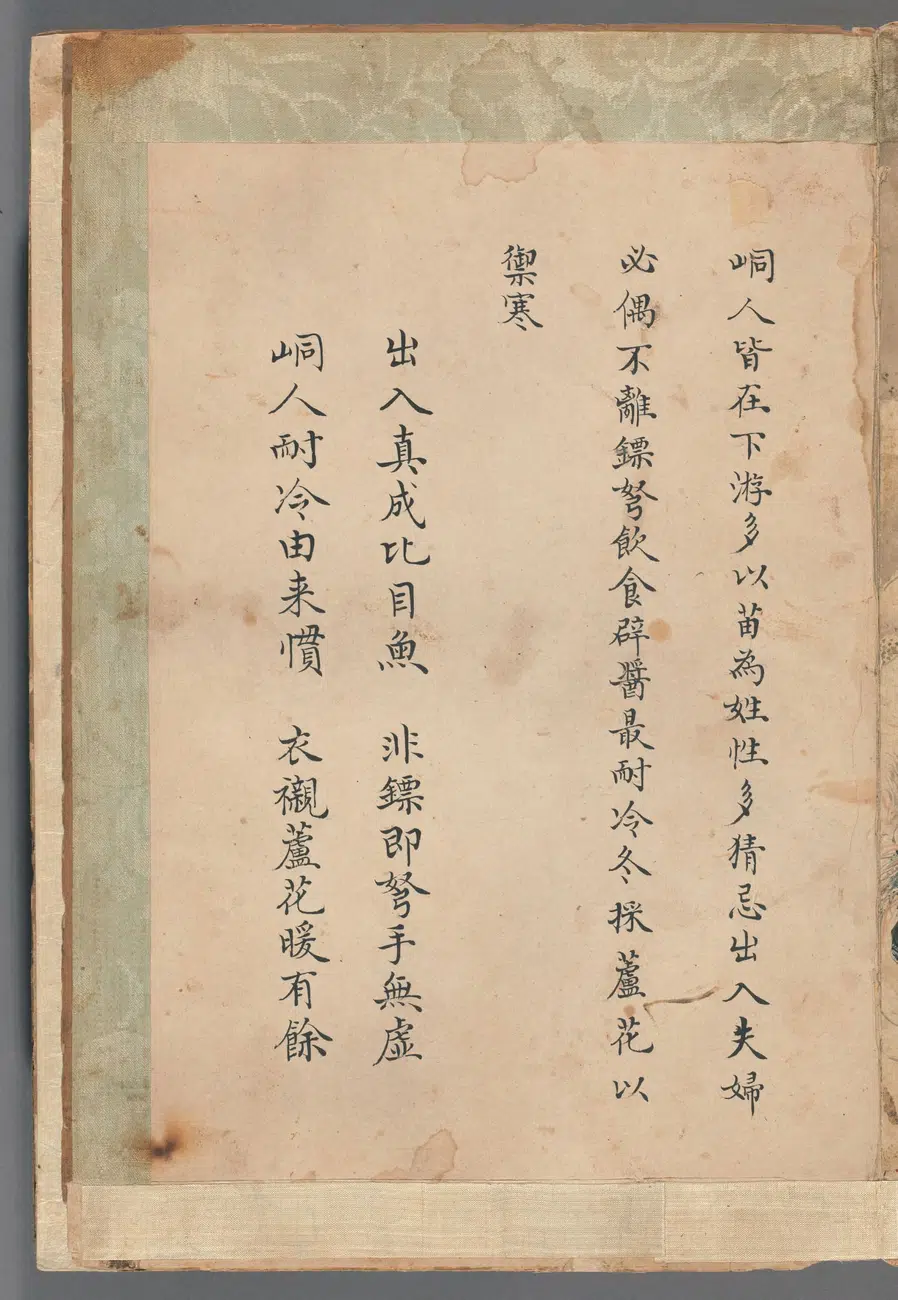 峒人皆在下游多以苗為姓性多猜忌出入夫婦
必偶不離鏢弩飲食辟醬最耐冷冬採蘆花以
禦寒
出入真成比目魚　非鏢即弩手無虛
峒人耐冷由来慣　衣襯蘆花暖有餘